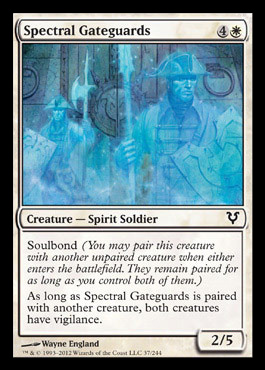 Spectral Gateguards 4
Creature — Spirit Soldier
Soulbond (You may pair this creature
with another unpaired creature when either
enters the battlefield. They remain paired for
as long as you control both of them.)
As long as Spectral Gateguards is paired
with another creature, both creatures
have vigilance.
Wayne England
™ & © 1993–2012 Wizards of the Coast LLC 37/244
2/5